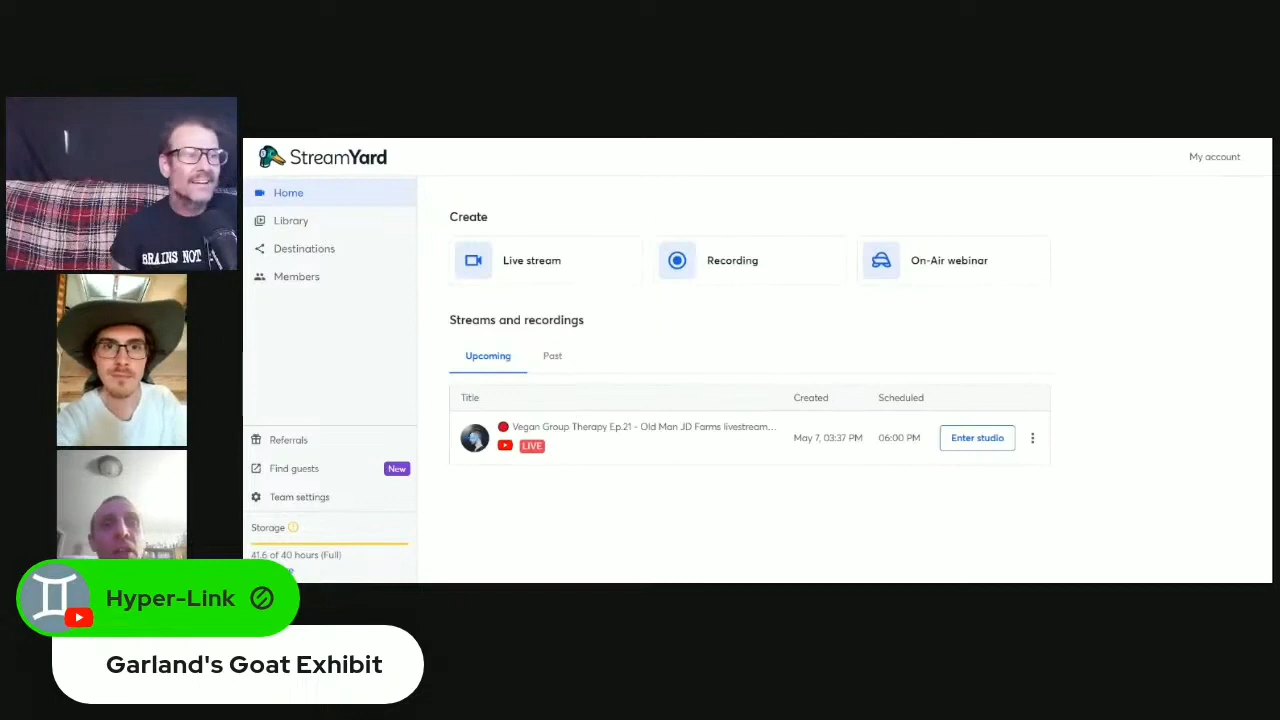 StreamYard
My account
Home
Library
Destinations
Members
Create
Live stream
Recording
On-Air webinar
Streams and recordings
Upcoming
Past
Title
Created
Scheduled
Vegan Group Therapy Ep.21 - Old Man JD Farms livestream...
LIVE
May 7, 03:37 PM
06:00 PM
Enter studio
Referrals
Find guests
New
Team settings
Storage
41.6 of 40 hours (Full)
BRAINS NOT
Hyper-Link
Garland's Goat Exhibit